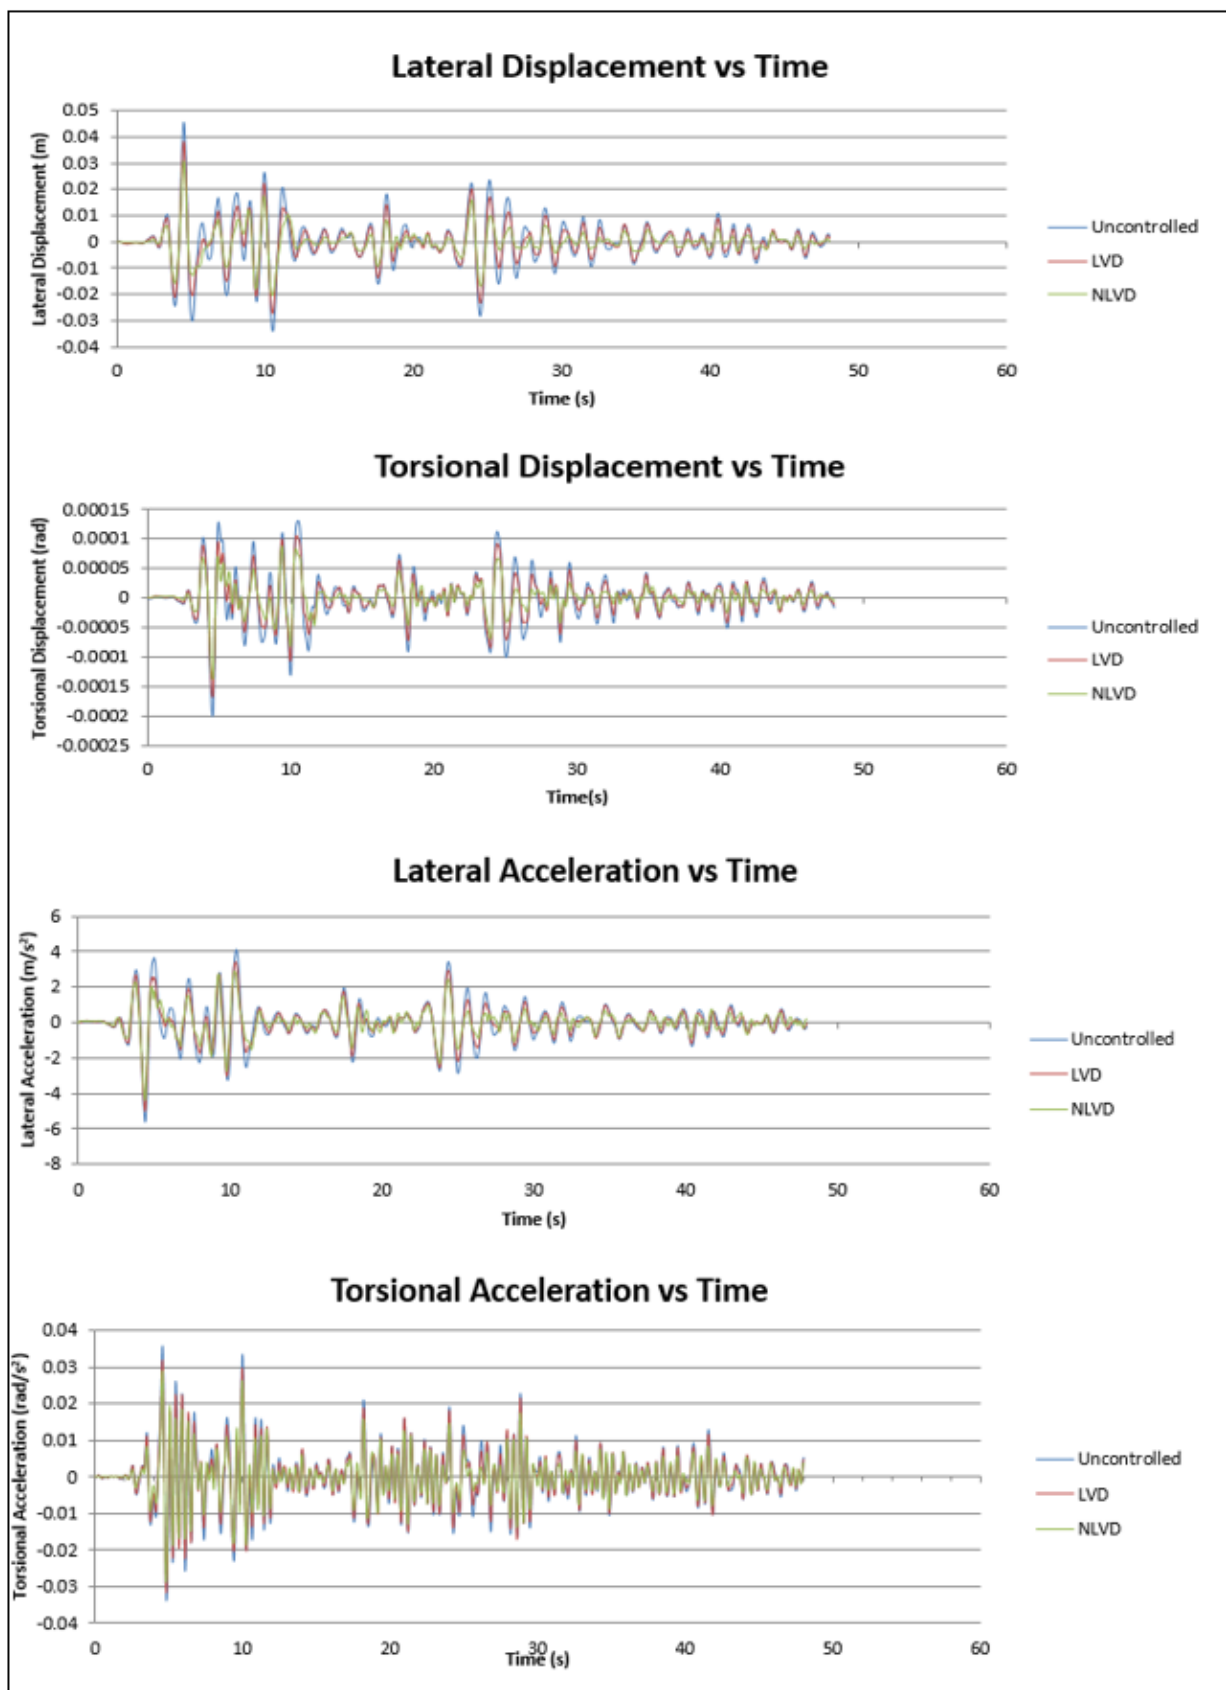 Lateral Displacement vs Time
Lateral Displacement (m)
0.05
0.04
0.03
0.02
0.01
0
-0.01
-0.02
-0.03
-0.04
0 10 20 30 40 50 60
Time (s)
Uncontrolled
LVD
NLVD
Torsional Displacement vs Time
Torsional Displacement (rad)
0.00015
0.0001
0.00005
0
-0.00005
-0.0001
-0.00015
-0.0002
-0.00025
0 10 20 30 40 50 60
Time(s)
Uncontrolled
LVD
NLVD
Lateral Acceleration vs Time
Lateral Acceleration (m/s²)
6
4
2
0
-2
-4
-6
-8
0 10 20 30 40 50 60
Time (s)
Uncontrolled
LVD
NLVD
Torsional Acceleration vs Time
Torsional Acceleration (rad/s²)
0.04
0.03
0.02
0.01
0
-0.01
-0.02
-0.03
-0.04
0 10 20 30 40 50 60
Time (s)
Uncontrolled
LVD
NLVD